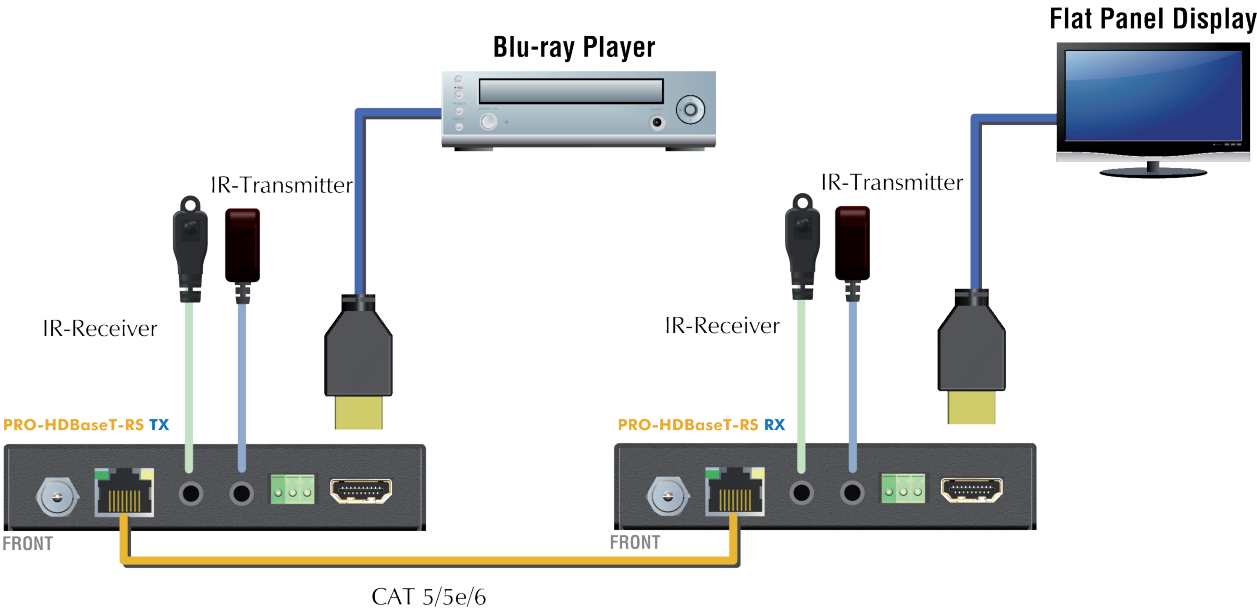 Flat Panel Display
Blu-ray Player
IR-Transmitter
IR-Transmitter
IR-Receiver
IR-Receiver
PRO-HDBaseT-RS TX
PRO-HDBaseT-RS RX
FRONT
FRONT
CAT 5/5e/6